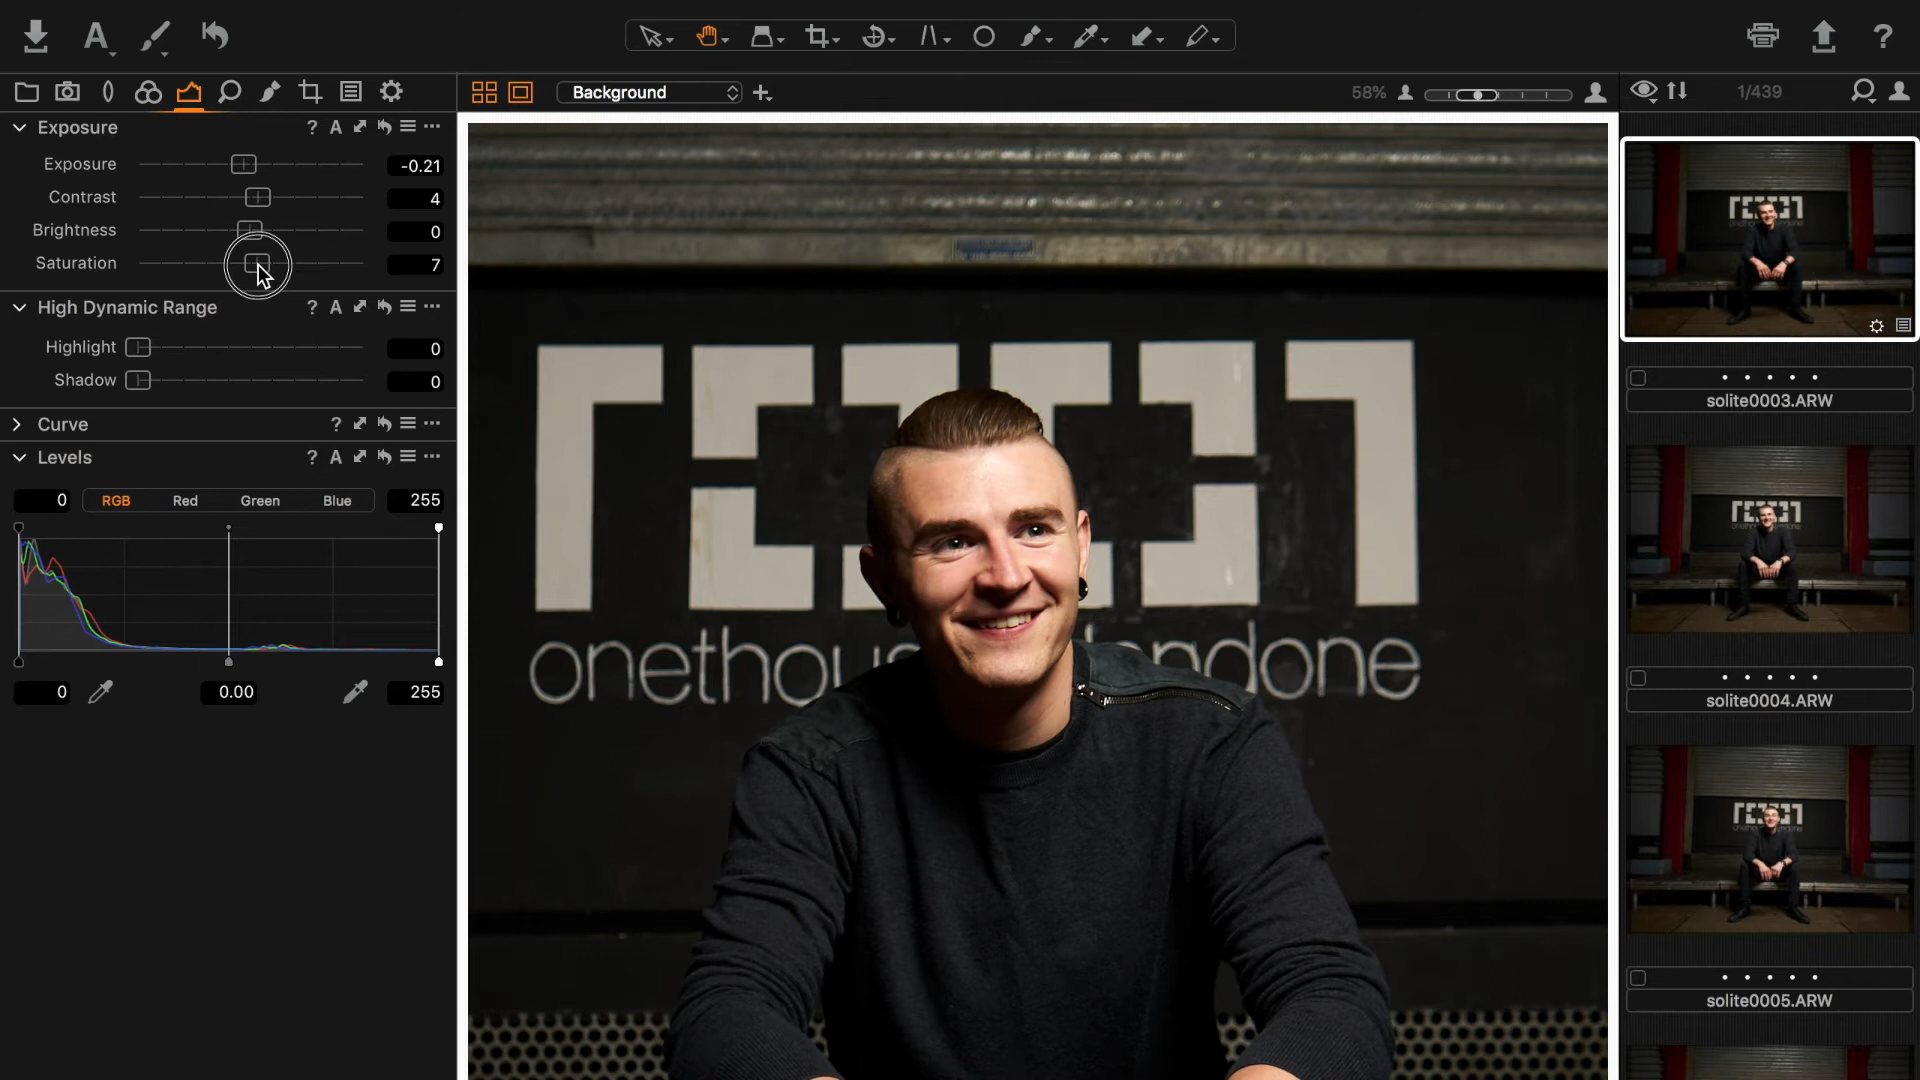 Background
58%
1/439
Exposure
Exposure -0.21
Contrast 4
Brightness 0
Saturation 7
High Dynamic Range
Highlight 0
Shadow 0
Curve
Levels
0 RGB Red Green Blue 255
0 0.00 255
onethou ndone
solite0003.ARW
solite0004.ARW
solite0005.ARW